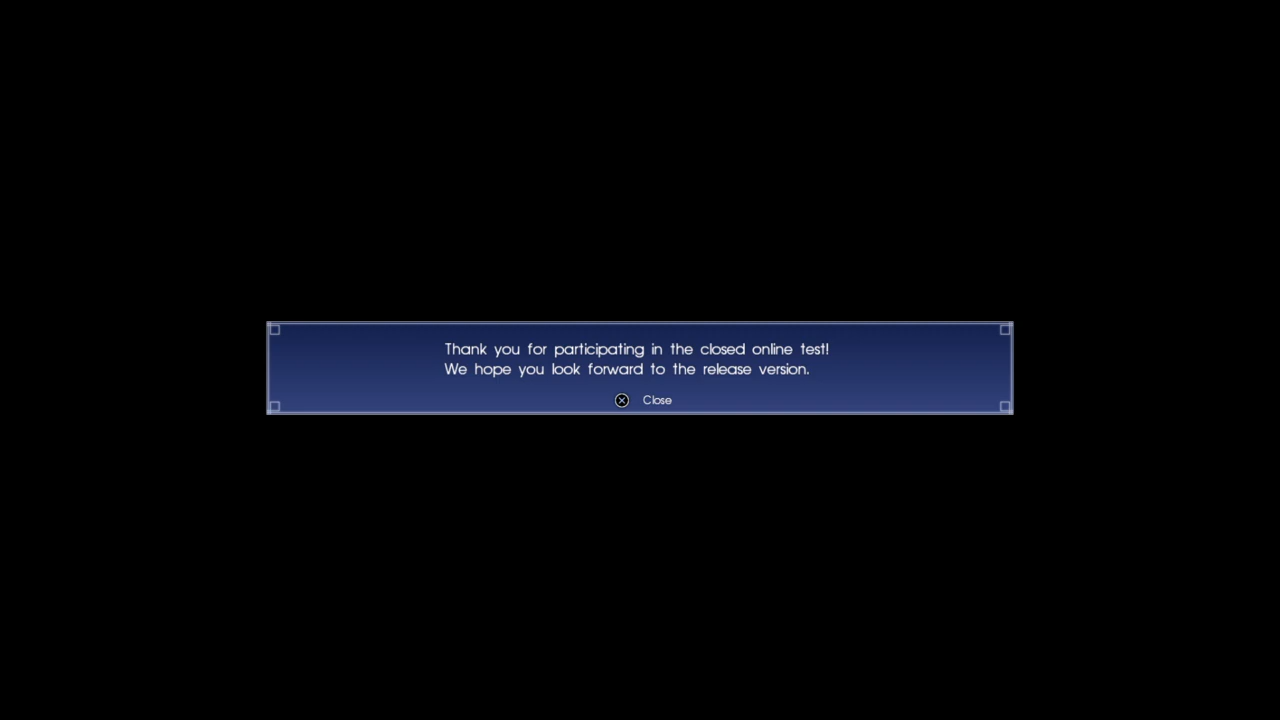 Thank you for participating in the closed online test!
We hope you look forward to the release version.
Close